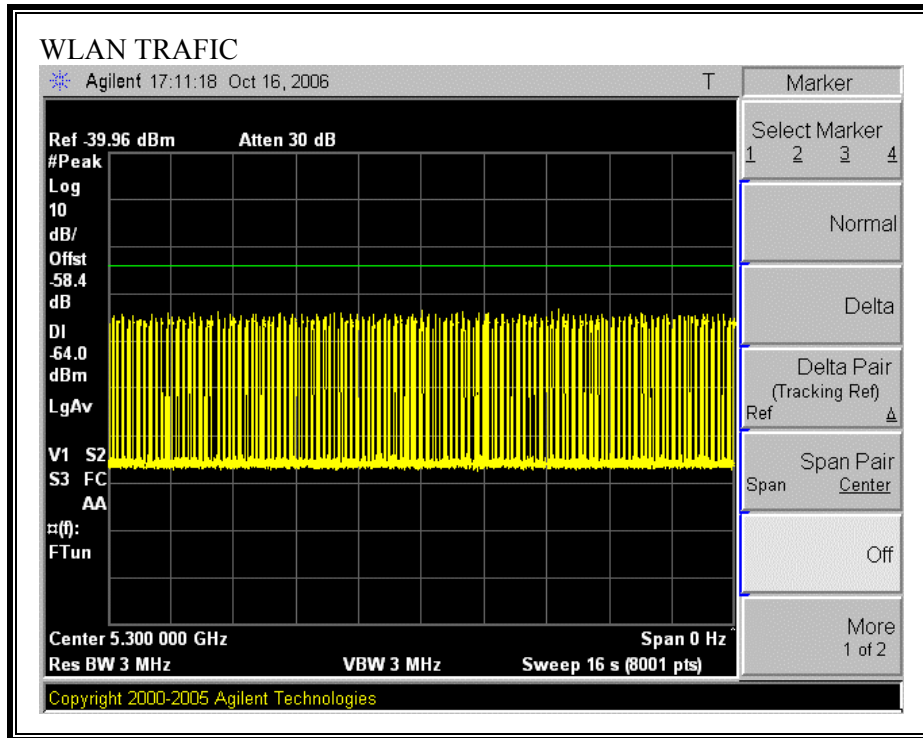 WLAN TRAFIC
Agilent 17:11:18 Oct 16, 2006 T
Marker
Ref -39.96 dBm Atten 30 dB
#Peak
Log
10
dB/
Offst
-58.4
dB
DI
-64.0
dBm
LgAv
V1 S2
S3 FC
AA
¤(f):
FTun
Center 5.300 000 GHz Span 0 Hz
Res BW 3 MHz VBW 3 MHz Sweep 16 s (8001 pts)
Copyright 2000-2005 Agilent Technologies
Select Marker
1 2 3 4
Normal
Delta
Delta Pair
(Tracking Ref)
Ref Δ
Span Pair
Span Center
Off
More
1 of 2